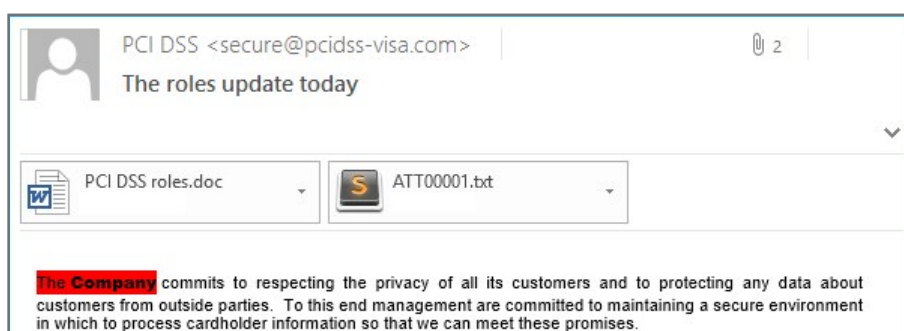 PCI DSS <secure@pcidss-visa.com>
2
The roles update today
PCI DSS roles.doc
ATT00001.txt
The Company commits to respecting the privacy of all its customers and to protecting any data about
customers from outside parties. To this end management are committed to maintaining a secure environment
in which to process cardholder information so that we can meet these promises.